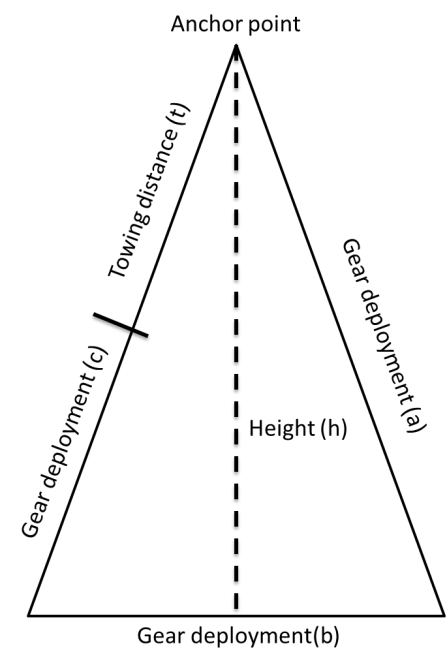 Anchor point
Towing distance (t)
Gear deployment (a)
Gear deployment (c)
Height (h)
Gear deployment(b)